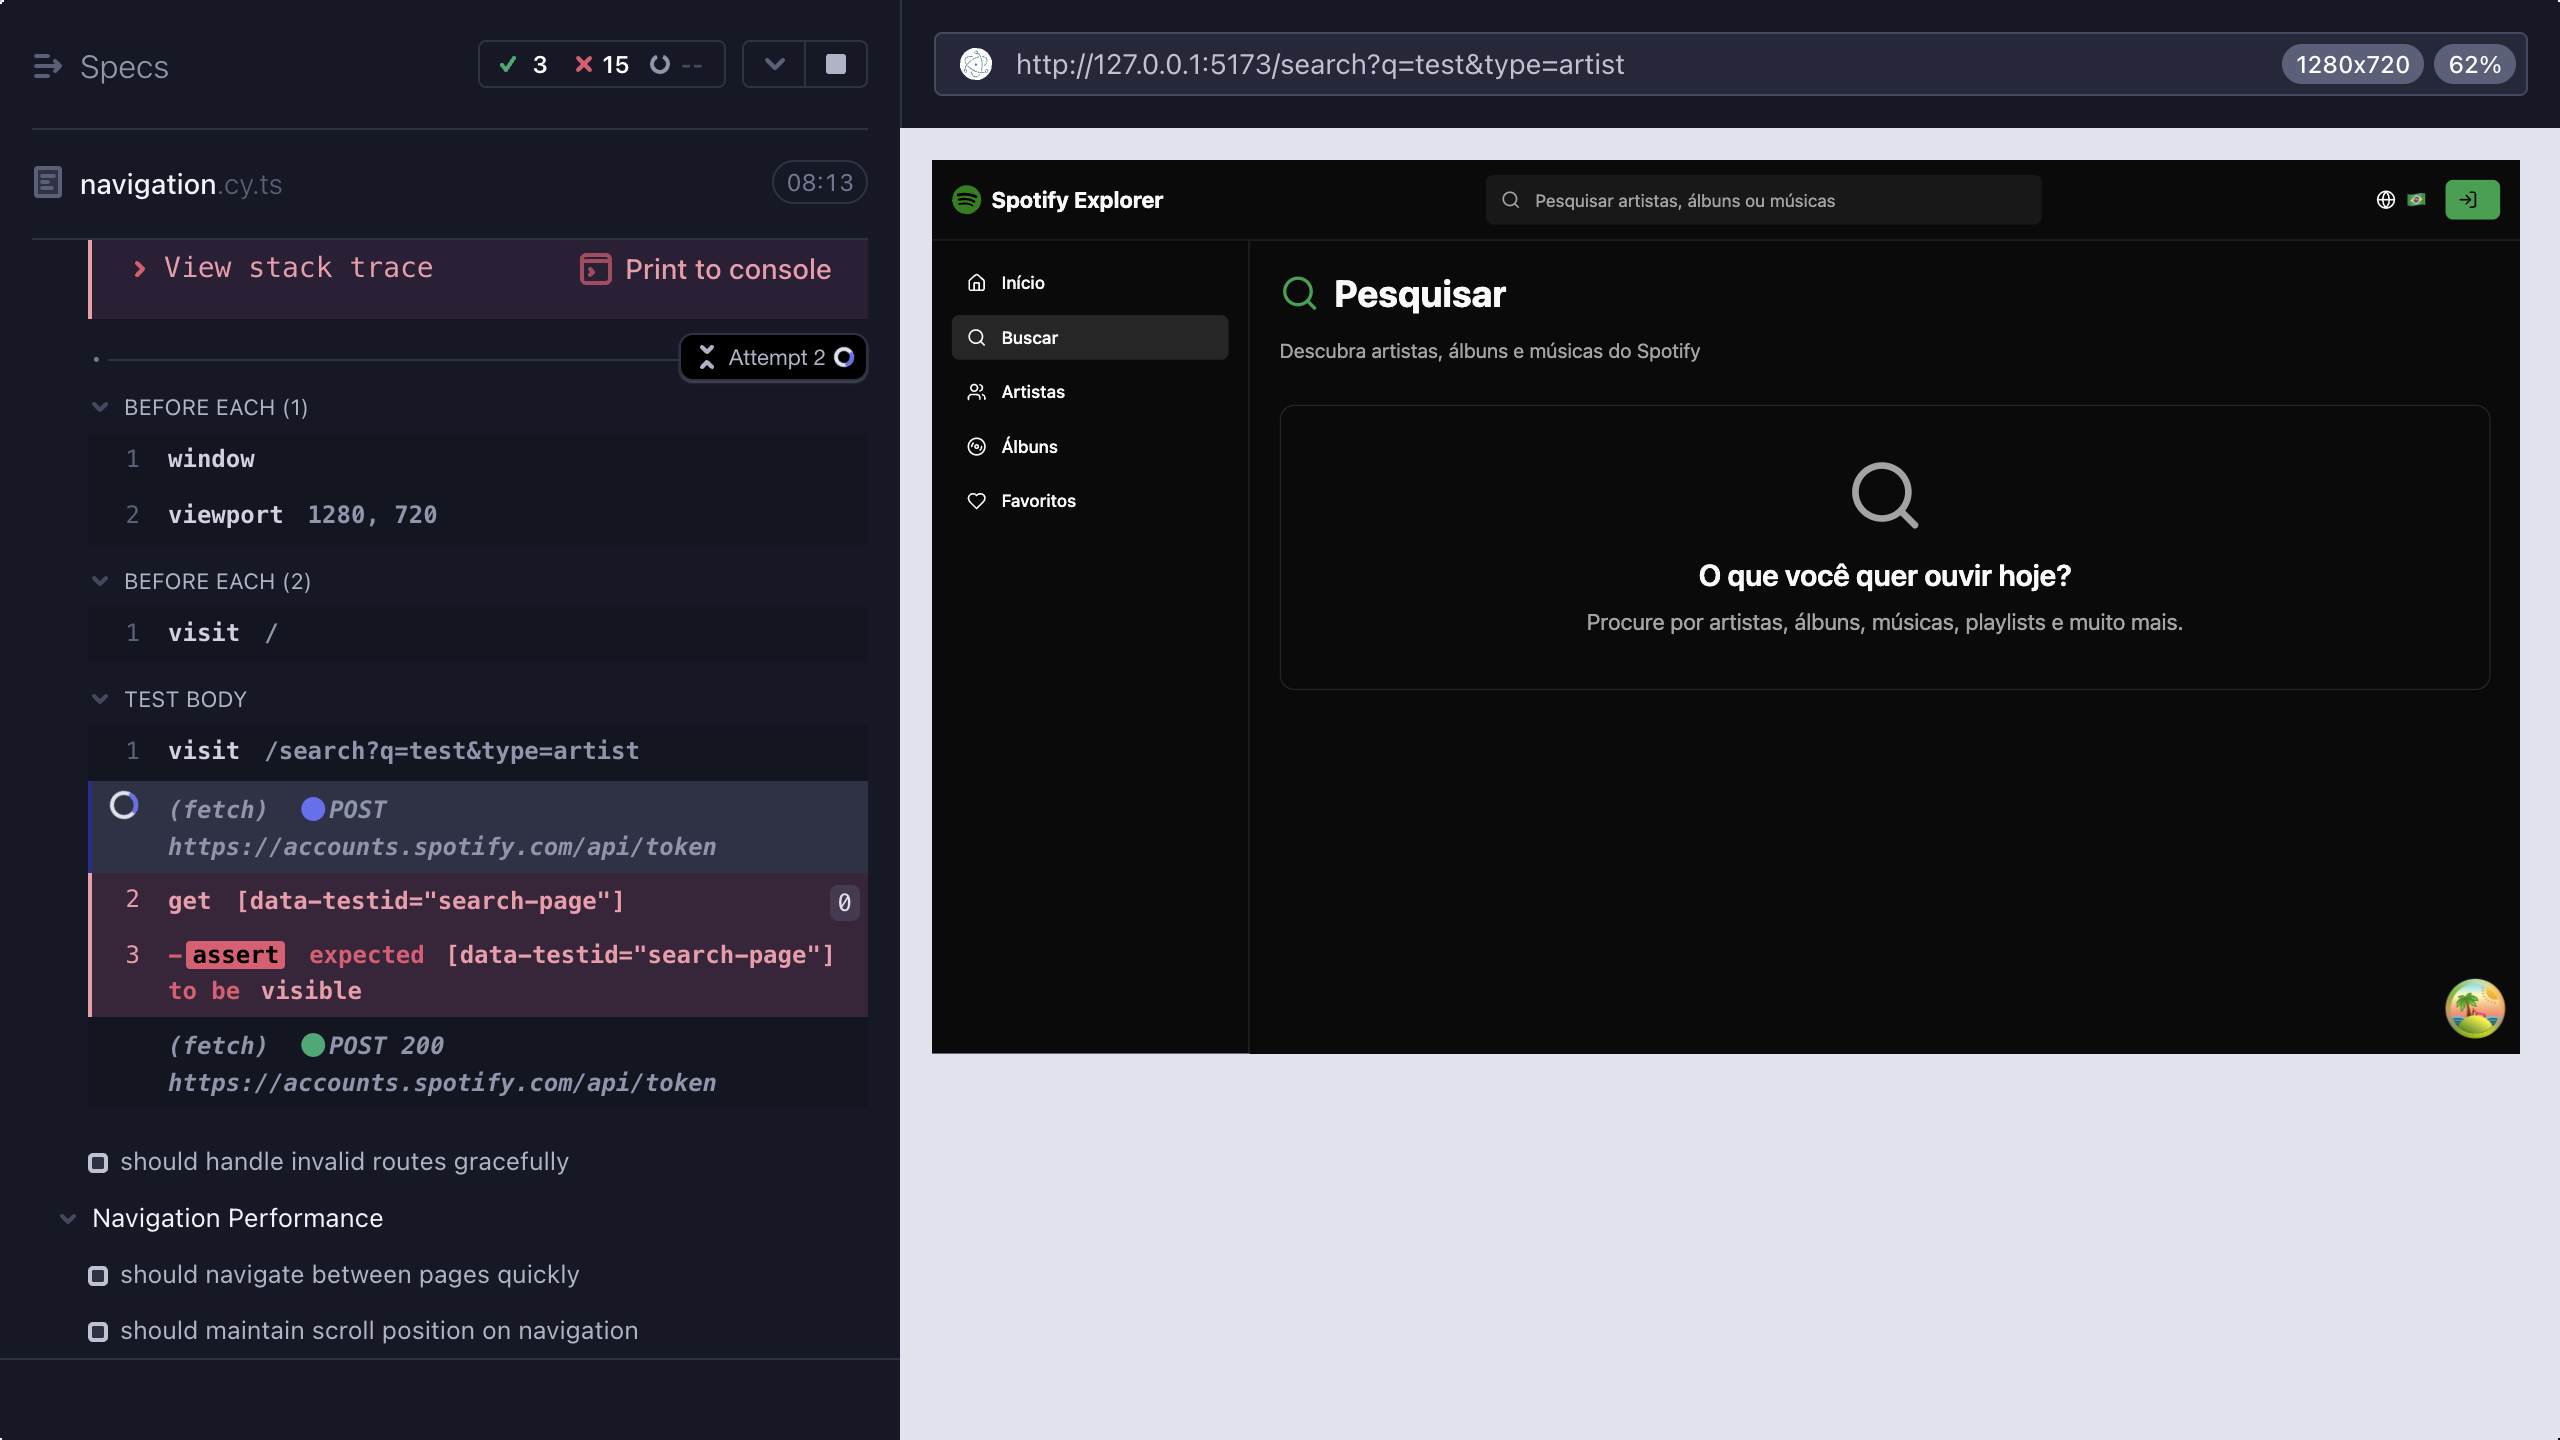 Specs
3 15 --
navigation.cy.ts 08:13
View stack trace Print to console
Attempt 2
BEFORE EACH (1)
1 window
2 viewport 1280, 720
BEFORE EACH (2)
1 visit /
TEST BODY
1 visit /search?q=test&type=artist
(fetch) POST
https://accounts.spotify.com/api/token
2 get [data-testid="search-page"] 0
3 -assert expected [data-testid="search-page"]
to be visible
(fetch) POST 200
https://accounts.spotify.com/api/token
should handle invalid routes gracefully
Navigation Performance
should navigate between pages quickly
should maintain scroll position on navigation
http://127.0.0.1:5173/search?q=test&type=artist 1280x720 62%
Spotify Explorer
Pesquisar artistas, álbuns ou músicas
Início
Buscar
Artistas
Álbuns
Favoritos
Pesquisar
Descubra artistas, álbuns e músicas do Spotify
O que você quer ouvir hoje?
Procure por artistas, álbuns, músicas, playlists e muito mais.